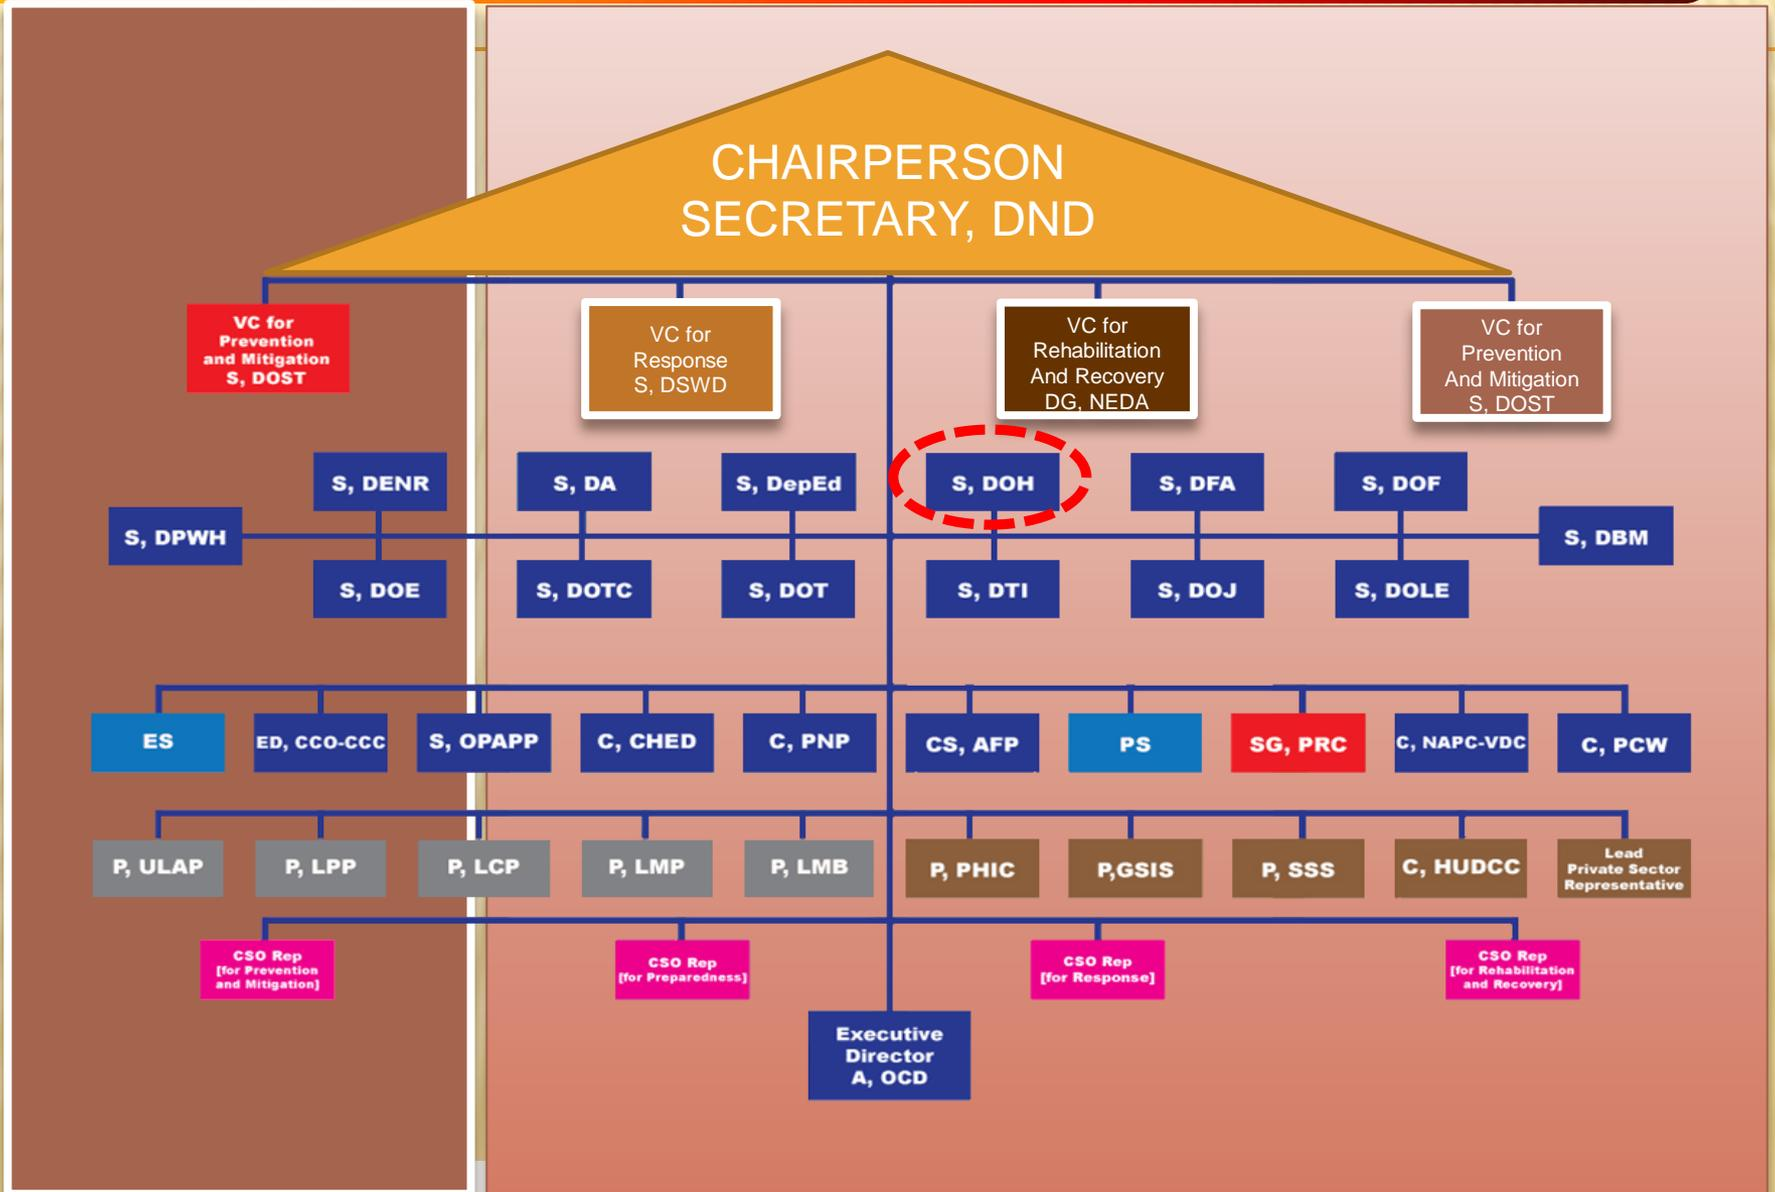 CHAIRPERSON
SECRETARY, DND
VC for
Prevention
and Mitigation
S, DOST
VC for
Response
S, DSWD
VC for
Rehabilitation
And Recovery
DG, NEDA
VC for
Prevention
And Mitigation
S, DOST
S, DENR
S, DA
S, DepEd
S, DOH
S, DFA
S, DOF
S, DPWH
S, DBM
S, DOE
S, DOTC
S, DOT
S, DTI
S, DOJ
S, DOLE
ES
ED, CCO-CCC
S, OPAPP
C, CHED
C, PNP
CS, AFP
PS
SG, PRC
C, NAPC-VDC
C, PCW
P, ULAP
P, LPP
P, LCP
P, LMP
P, LMB
P, PHIC
P,GSIS
P, SSS
C, HUDCC
Lead
Private Sector
Representative
CSO Rep
[for Prevention
and Mitigation]
CSO Rep
[for Preparedness]
CSO Rep
[for Response]
CSO Rep
[for Rehabilitation
and Recovery]
Executive
Director
A, OCD